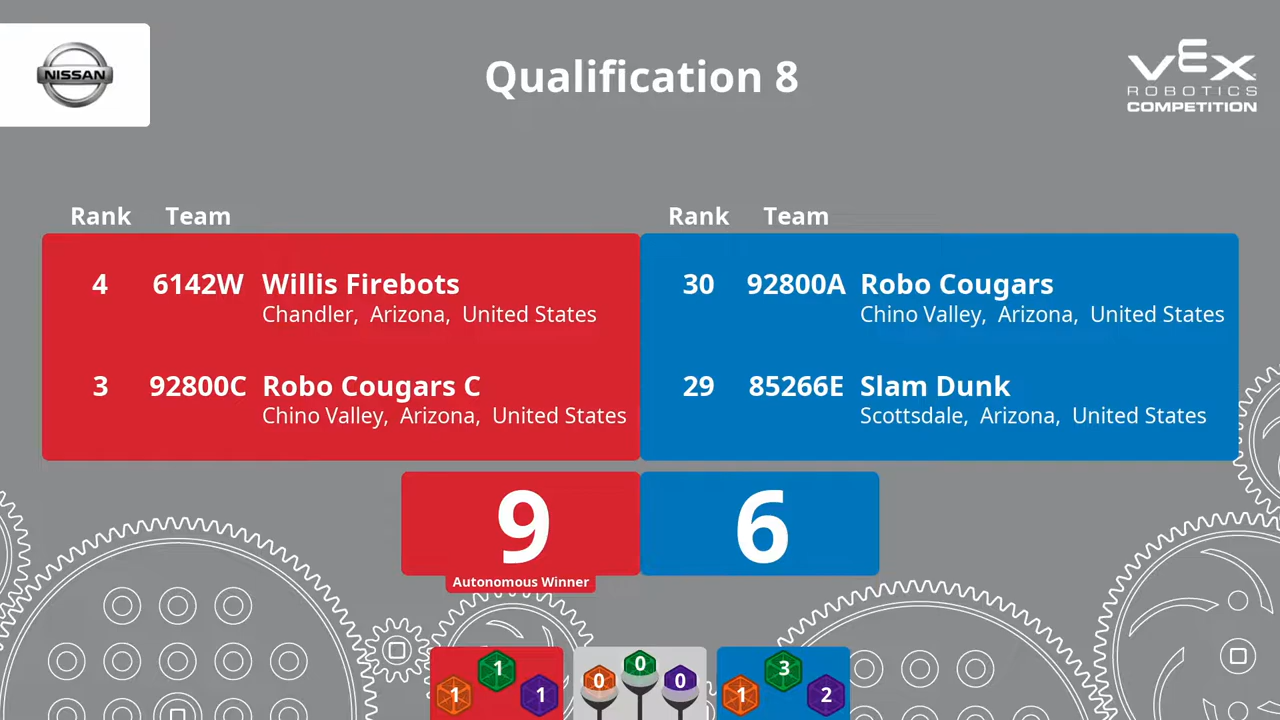 NISSAN
Qualification 8
VEX
ROBOTICS
COMPETITION
Rank Team
4 6142W Willis Firebots
Chandler, Arizona, United States
3 92800C Robo Cougars C
Chino Valley, Arizona, United States
Rank Team
30 92800A Robo Cougars
Chino Valley, Arizona, United States
29 85266E Slam Dunk
Scottsdale, Arizona, United States
9 6
Autonomous Winner
1 1 1
0 0 0
1 3 2